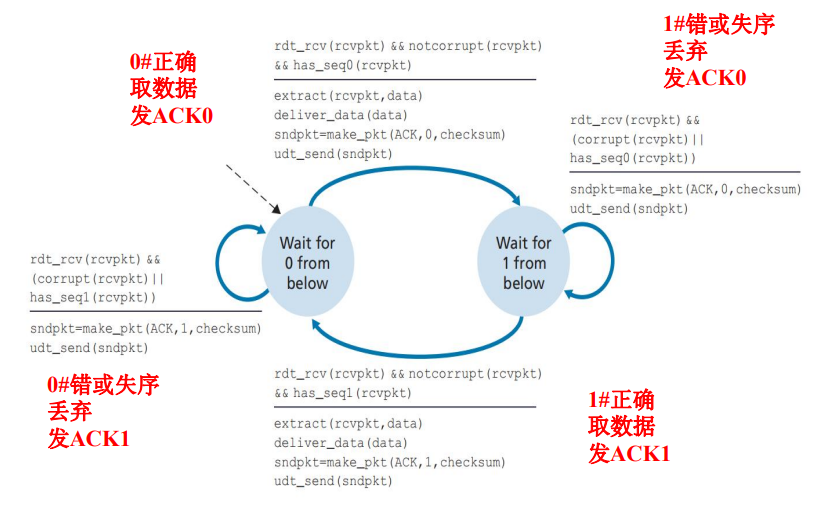 0#正确
取数据
发ACK0
rdt_rcv(rcvpkt) && notcorrupt(rcvpkt)
&& has_seq0(rcvpkt)
extract(rcvpkt,data)
deliver_data(data)
sndpkt=make_pkt(ACK,0,checksum)
udt_send(sndpkt)
1#错或失序
丢弃
发ACK0
rdt_rcv(rcvpkt) &&
(corrupt(rcvpkt)||
has_seq0(rcvpkt))
sndpkt=make_pkt(ACK,0,checksum)
udt_send(sndpkt)
Wait for
0 from
below
Wait for
1 from
below
rdt_rcv(rcvpkt) &&
(corrupt(rcvpkt)||
has_seq1(rcvpkt))
sndpkt=make_pkt(ACK,1,checksum)
udt_send(sndpkt)
0#错或失序
丢弃
发ACK1
rdt_rcv(rcvpkt) && notcorrupt(rcvpkt)
&& has_seq1(rcvpkt)
extract(rcvpkt,data)
deliver_data(data)
sndpkt=make_pkt(ACK,1,checksum)
udt_send(sndpkt)
1#正确
取数据
发ACK1